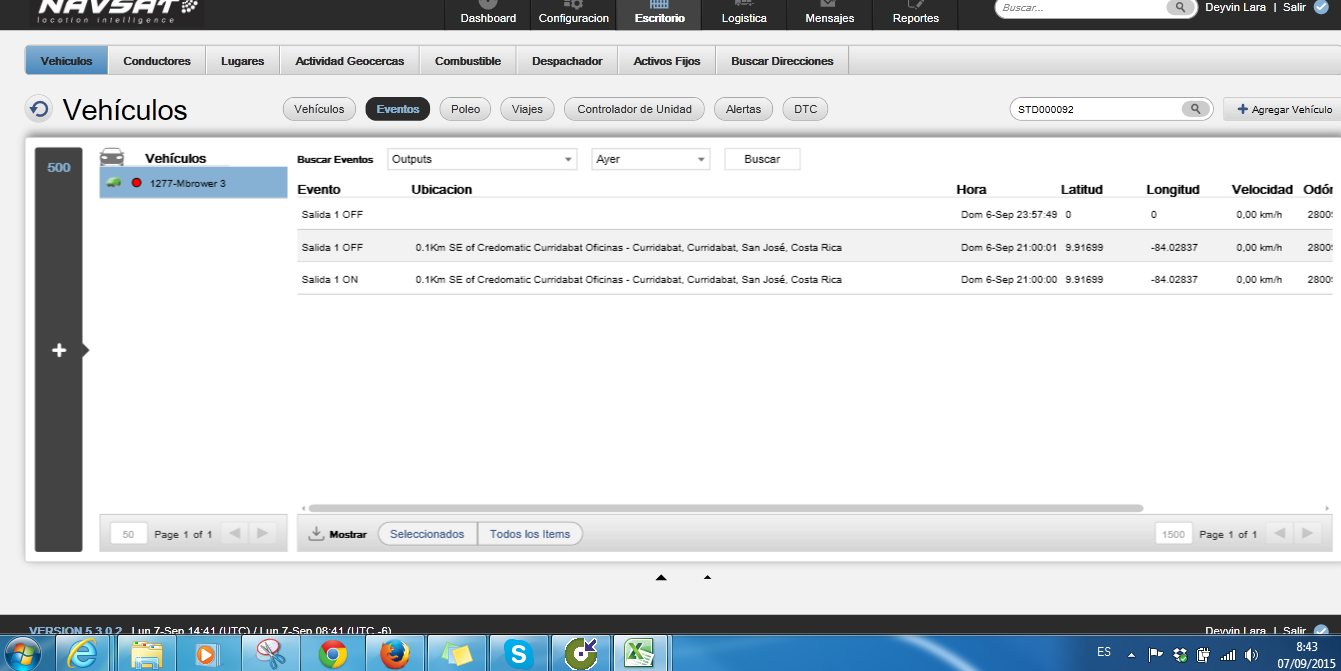 NAVSAT
location intelligence
Dashboard Configuracion Escritorio Logistica Mensajes Reportes
Buscar... Deyvin Lara | Salir
Vehiculos Conductores Lugares Actividad Geocercas Combustible Despachador Activos Fijos Buscar Direcciones
Vehículos
Vehículos Eventos Poleo Viajes Controlador de Unidad Alertas DTC
STD000092 Agregar Vehículo
500
Vehículos
1277-Mbrower 3
Buscar Eventos Outputs Ayer Buscar
Evento Ubicacion Hora Latitud Longitud Velocidad Odór
Salida 1 OFF Dom 6-Sep 23:57:49 0 0 0,00 km/h 2800
Salida 1 OFF 0.1Km SE of Credomatic Curridabat Oficinas - Curridabat, Curridabat, San José, Costa Rica Dom 6-Sep 21:00:01 9.91699 -84.02837 0,00 km/h 2800
Salida 1 ON 0.1Km SE of Credomatic Curridabat Oficinas - Curridabat, Curridabat, San José, Costa Rica Dom 6-Sep 21:00:00 9.91699 -84.02837 0,00 km/h 2800
50 Page 1 of 1
Mostrar Seleccionados Todos los Items
1500 Page 1 of 1
VERSION 5.3.0.2 Lun 7-Sep 14:41 (UTC) / Lun 7-Sep 08:41 (UTC -6)
Deyvin Lara | Salir
ES
8:43
07/09/2015